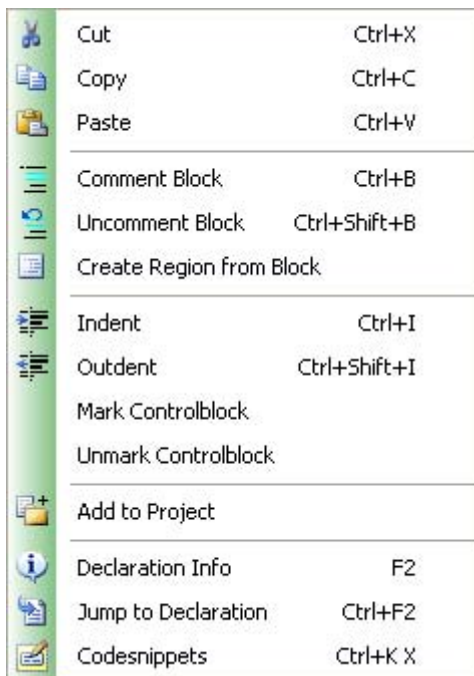 Cut Ctrl+X
Copy Ctrl+C
Paste Ctrl+V
Comment Block Ctrl+B
Uncomment Block Ctrl+Shift+B
Create Region from Block
Indent Ctrl+I
Outdent Ctrl+Shift+I
Mark Controlblock
Unmark Controlblock
Add to Project
Declaration Info F2
Jump to Declaration Ctrl+F2
Codesnippets Ctrl+K X